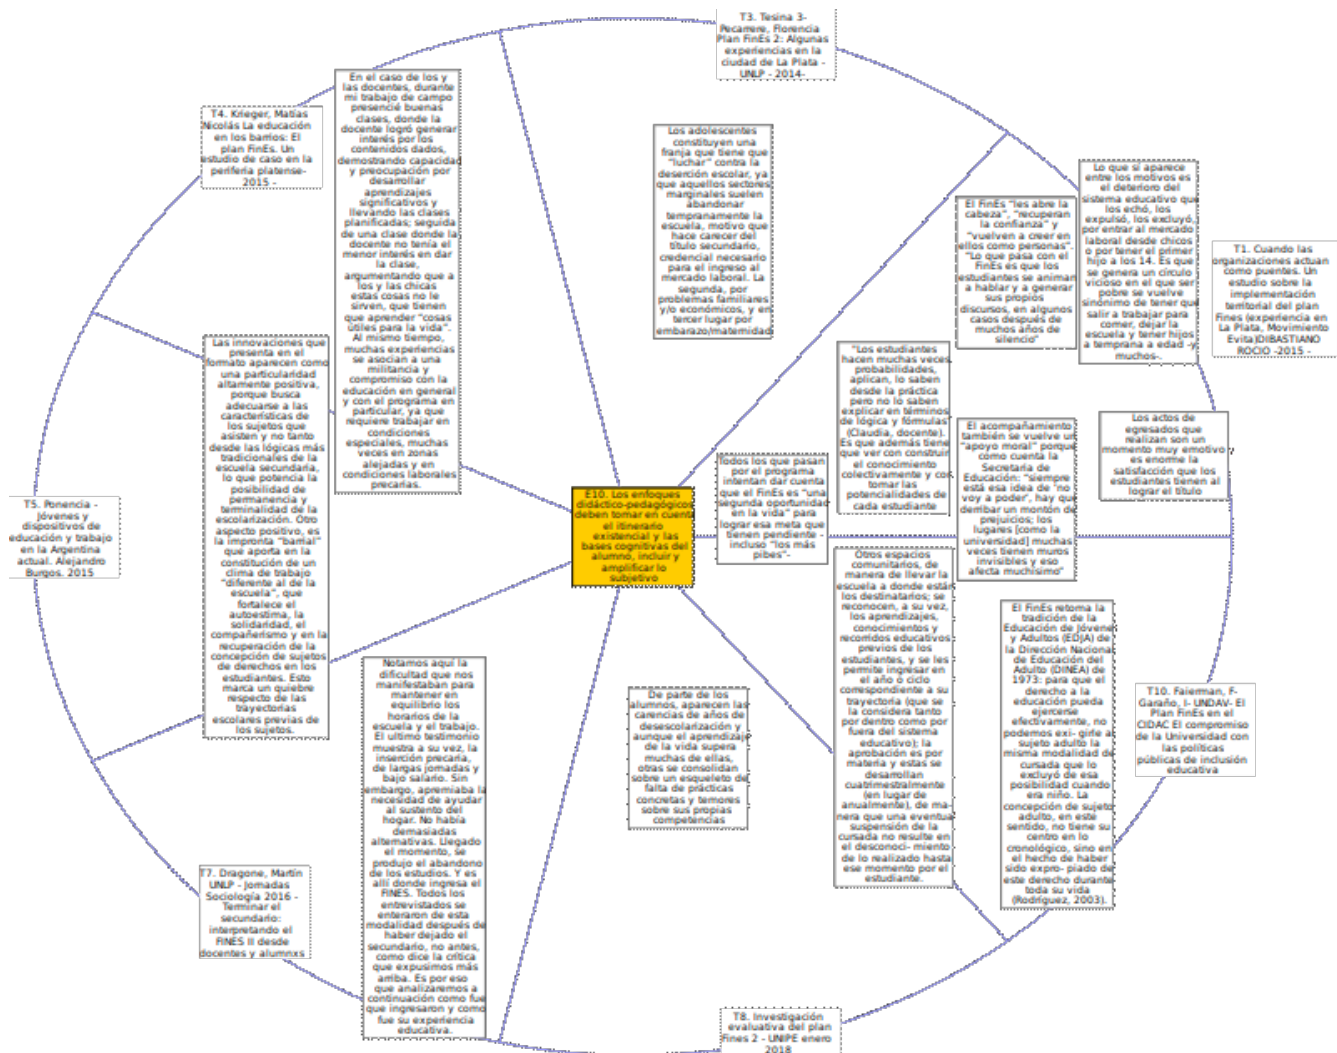 T3. Tesina 3-
Pecarrere, Florencia
Plan FinEs 2: Algunas
experiencias en la
ciudad de La Plata -
UNLP - 2014-
En el caso de los y
las docentes, durante
mi trabajo de campo
presencié buenas
clases, donde la
docente logró generar
interés por los
contenidos dados,
demostrando capacidad
y preocupación por
desarrollar
aprendizajes
significativos y
llevando las clases
planificadas; seguida
de una clase donde la
docente no tenía el
menor interés en dar
la clase,
argumentando que a
los y las chicas
estas cosas no le
sirven, que tienen
que aprender "cosas
útiles para la vida".
Al mismo tiempo,
muchas experiencias
se asocian a una
militancia y
compromiso con la
educación en general
y con el programa en
particular, ya que
requiere trabajar en
condiciones
especiales, muchas
veces en zonas
alejadas y en
condiciones laborales
precarias.
T4. Krieger, Matías
Nicolás La educación
en los barrios: El
plan FinEs. Un
estudio de caso en la
periferia platense-
2015 -
Los adolescentes
constituyen una
franja que tiene que
"luchar" contra la
deserción escolar, ya
que aquellos sectores
marginales suelen
abandonar
tempranamente la
escuela, motivo que
hace carecer del
título secundario,
credencial necesario
para el ingreso al
mercado laboral. La
segunda, por
problemas familiares
y/o económicos, y en
tercer lugar por
embarazo/maternidad
Lo que si aparece
entre los motivos es
el deterioro del
sistema educativo que
los echó, los
expulsó, los excluyó,
por entrar al mercado
laboral desde chicos
o por tener el primer
hijo a los 14. Es que
se genera un círculo
vicioso en el que ser
pobre se vuelve
sinónimo de tener que
salir a trabajar para
comer, dejar la
escuela y tener hijos
a temprana a edad -y
muchos-.
El FinEs "les abre la
cabeza", "recuperan
la confianza" y
"vuelven a creer en
ellos como personas".
"Lo que pasa con el
FinEs es que los
estudiantes se animan
a hablar y a generar
sus propios
discursos, en algunos
casos después de
muchos años de
silencio"
T1. Cuando las
organizaciones actuan
como puentes. Un
estudio sobre la
implementación
territorial del plan
Fines (experiencia en
La Plata, Movimiento
Evita)DIBASTIANO
ROCIO -2015 -
Las innovaciones que
presenta en el
formato aparecen como
una particularidad
altamente positiva,
porque busca
adecuarse a las
características de
los sujetos que
asisten y no tanto
desde las lógicas más
tradicionales de la
escuela secundaria,
lo que potencia la
posibilidad de
permanencia y
terminalidad de la
escolarización. Otro
aspecto positivo, es
la impronta "barrial"
que aporta en la
constitución de un
clima de trabajo
"diferente al de la
escuela", que
fortalece el
autoestima, la
solidaridad, el
compañerismo y en la
recuperación de la
concepción de sujetos
de derechos en los
estudiantes. Esto
marca un quiebre
respecto de las
trayectorias
escolares previas de
los sujetos.
"Los estudiantes
hacen muchas veces
probabilidades,
aplican, lo saben
desde la práctica
pero no lo saben
explicar en términos
de lógica y fórmulas"
(Claudia, docente).
Es que además tiene
que ver con construir
el conocimiento
colectivamente y con
tomar las
potencialidades de
cada estudiante
Los actos de
egresados que
realizan son un
momento muy emotivo
es enorme la
satisfacción que los
estudiantes tienen al
lograr el título
El acompañamiento
también se vuelve un
"apoyo moral" porque
como cuenta la
Secretaria de
Educación: "siempre
está esa idea de 'no
voy a poder', hay que
derribar un montón de
prejuicios; los
lugares [como la
universidad] muchas
veces tienen muros
invisibles y eso
afecta muchísimo"
Todos los que pasan
por el programa
intentan dar cuenta
que el FinEs es "una
segunda oportunidad
en la vida" para
lograr esa meta que
tienen pendiente -
incluso "los más
pibes"-
E10. Los enfoques
didáctico-pedagógicos
deben tomar en cuenta
el itinerario
existencial y las
bases cognitivas del
alumno, incluir y
amplificar lo
subjetivo
T5. Ponencia -
Jóvenes y
dispositivos de
educación y trabajo
en la Argentina
actual. Alejandro
Burgos. 2015
Otros espacios
comunitarios, de
manera de llevar la
escuela a donde están
los destinatarios; se
reconocen, a su vez,
los aprendizajes,
conocimientos y
recorridos educativos
previos de los
estudiantes, y se les
permite ingresar en
el año o ciclo
correspondiente a su
trayectoria (que se
la considera tanto
por dentro como por
fuera del sistema
educativo); la
aprobación es por
materia y estas se
desarrollan
cuatrimestralmente
(en lugar de
anualmente), de ma-
nera que una eventual
suspensión de la
cursada no resulte en
el desconoci- miento
de lo realizado hasta
ese momento por el
estudiante.
El FinEs retoma la
tradición de la
Educación de Jóvenes
y Adultos (EDJA) de
la Dirección Nacional
de Educación del
Adulto (DINEA) de
1973: para que el
derecho a la
educación pueda
ejercerse
efectivamente, no
podemos exi- girle al
sujeto adulto la
misma modalidad de
cursada que lo
excluyó de esa
posibilidad cuando
era niño. La
concepción de sujeto
adulto, en este
sentido, no tiene su
centro en lo
cronológico, sino en
el hecho de haber
sido expro- piado de
este derecho durante
toda su vida
(Rodríguez, 2003).
Notamos aquí la
dificultad que nos
manifestaban para
mantener en
equilibrio los
horarios de la
escuela y el trabajo.
El ultimo testimonio
muestra a su vez, la
inserción precaria,
de largas jornadas y
bajo salario. Sin
embargo, apremiaba la
necesidad de ayudar
al sustento del
hogar. No había
demasiadas
alternativas. Llegado
el momento, se
produjo el abandono
de los estudios. Y es
allí donde ingresa el
FINES. Todos los
entrevistados se
enteraron de esta
modalidad después de
haber dejado el
secundario, no antes,
como dice la crítica
que expusimos más
arriba. Es por eso
que analizaremos a
continuación como fue
que ingresaron y como
fue su experiencia
educativa.
De parte de los
alumnos, aparecen las
carencias de años de
desescolarización y
aunque el aprendizaje
de la vida supera
muchas de ellas,
otras se consolidan
sobre un esqueleto de
falta de prácticas
concretas y temores
sobre sus propias
competencias
T10. Faierman, F-
Garaño, I- UNDAV- El
Plan FinEs en el
CIDAC El compromiso
de la Universidad con
las políticas
públicas de inclusión
educativa
T7. Dragone, Martín
UNLP - Jornadas
Sociología 2016 -
Terminar el
secundario:
interpretando el
FINES II desde
docentes y alumnxs
T8. Investigación
evaluativa del plan
Fines 2 - UNIPE enero
2018